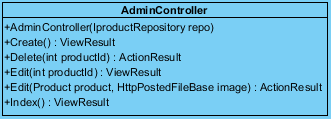 AdminController
+AdminController(IproductRepository repo)
+Create() : ViewResult
+Delete(int productId) : ActionResult
+Edit(int productId) : ViewResult
+Edit(Product product, HttpPostedFileBase image) : ActionResult
+Index() : ViewResult